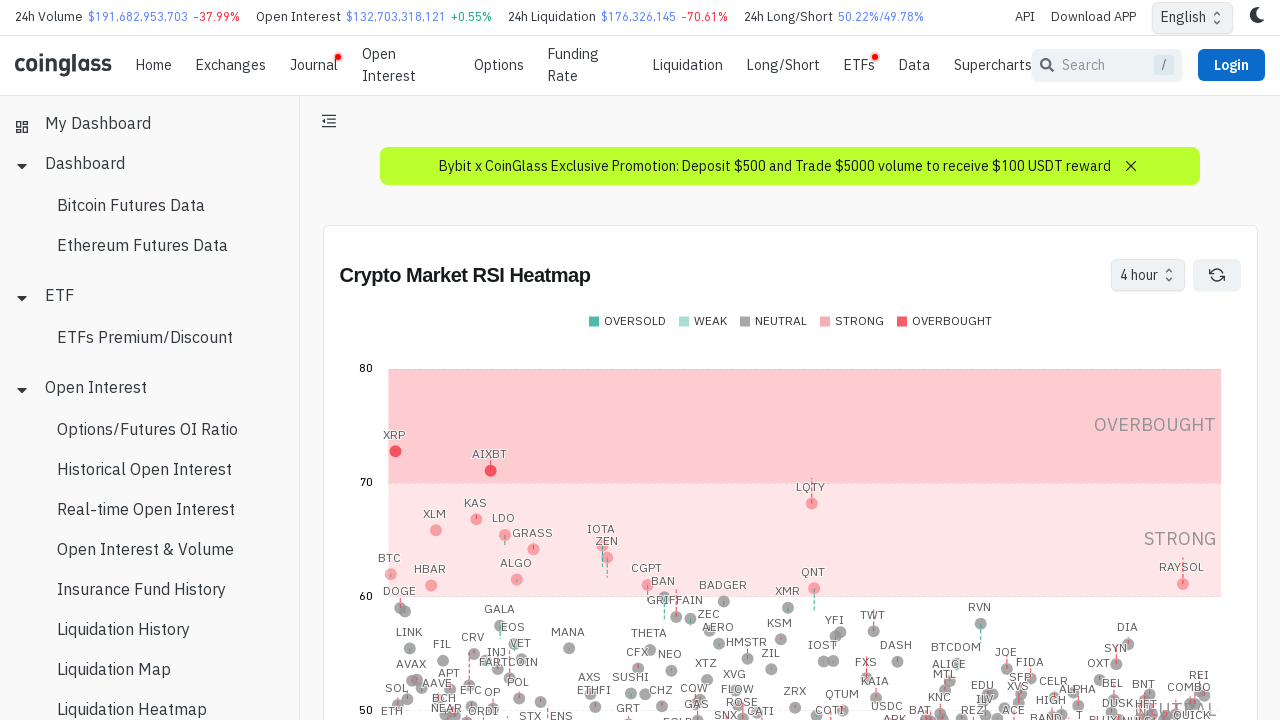 24h Volume $191,682,953,703 -37.99% Open Interest $132,703,318,121 +0.55% 24h Liquidation $176,326,145 -70.61% 24h Long/Short 50.22%/49.78% API Download APP English
coinglass Home Exchanges Journal Open Interest Options Funding Rate Liquidation Long/Short ETFs Data Supercharts Search / Login
My Dashboard
Dashboard
Bitcoin Futures Data
Ethereum Futures Data
ETF
ETFs Premium/Discount
Open Interest
Options/Futures OI Ratio
Historical Open Interest
Real-time Open Interest
Open Interest & Volume
Insurance Fund History
Liquidation History
Liquidation Map
Liquidation Heatmap
Bybit x CoinGlass Exclusive Promotion: Deposit $500 and Trade $5000 volume to receive $100 USDT reward
Crypto Market RSI Heatmap 4 hour
OVERSOLD WEAK NEUTRAL STRONG OVERBOUGHT
80
OVERBOUGHT
XRP
AIXBT
70
LQTY
KAS
XLM LDO
GRASS IOTA
ZEN STRONG
BTC HBAR ALGO CGPT QNT RAYSOL
BAN BADGER
60
DOGE GRIFFAIN XMR
GALA ZEC TWT RVN
LINK EOS MANA THETA AERO KSM YFI DIA
FIL CRV VET HMSTR IOST DASH BTCDOM SYN
INJ CFX NEO ZIL JOE
AVAX FARTCOIN XTZ FXS ALICE FIDA OXT
APT AXS SUSHI KAIA MTL SFP REI
SOL AAVE ETC OP POL ETHFI CHZ COW FLOW ZRX QTUM KNC EDU XVS CELR ALPHA BEL BNT COMBO
BCH GAS ROSE ILV HIGH DUSK HFT
50
ETH NEAR GRT CATI COTI USDC BAT REZ ACE
STX ENS SNX BAND QUICK